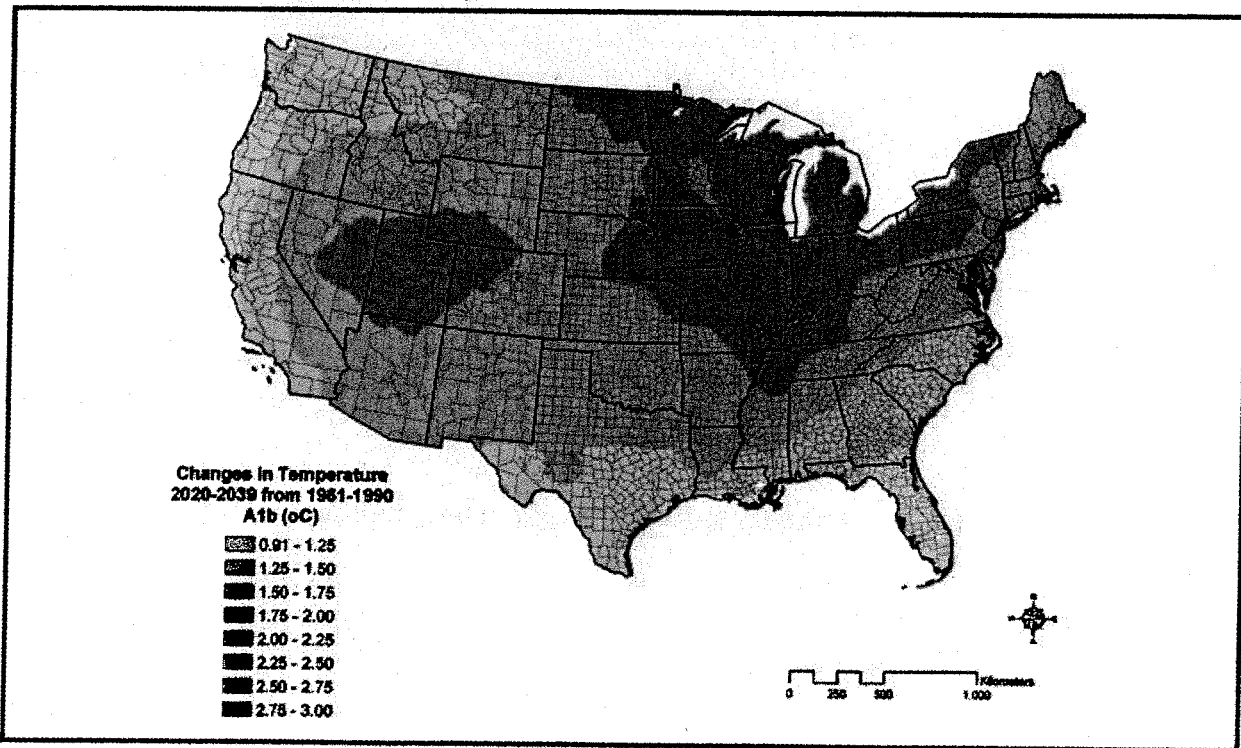 Changes in Temperature
2020-2039 from 1961-1990
A1b (oC)
0.91 - 1.25
1.25 - 1.50
1.50 - 1.75
1.75 - 2.00
2.00 - 2.25
2.25 - 2.50
2.50 - 2.75
2.75 - 3.00
N
W E
S
Kilometers
0 250 500 1,000